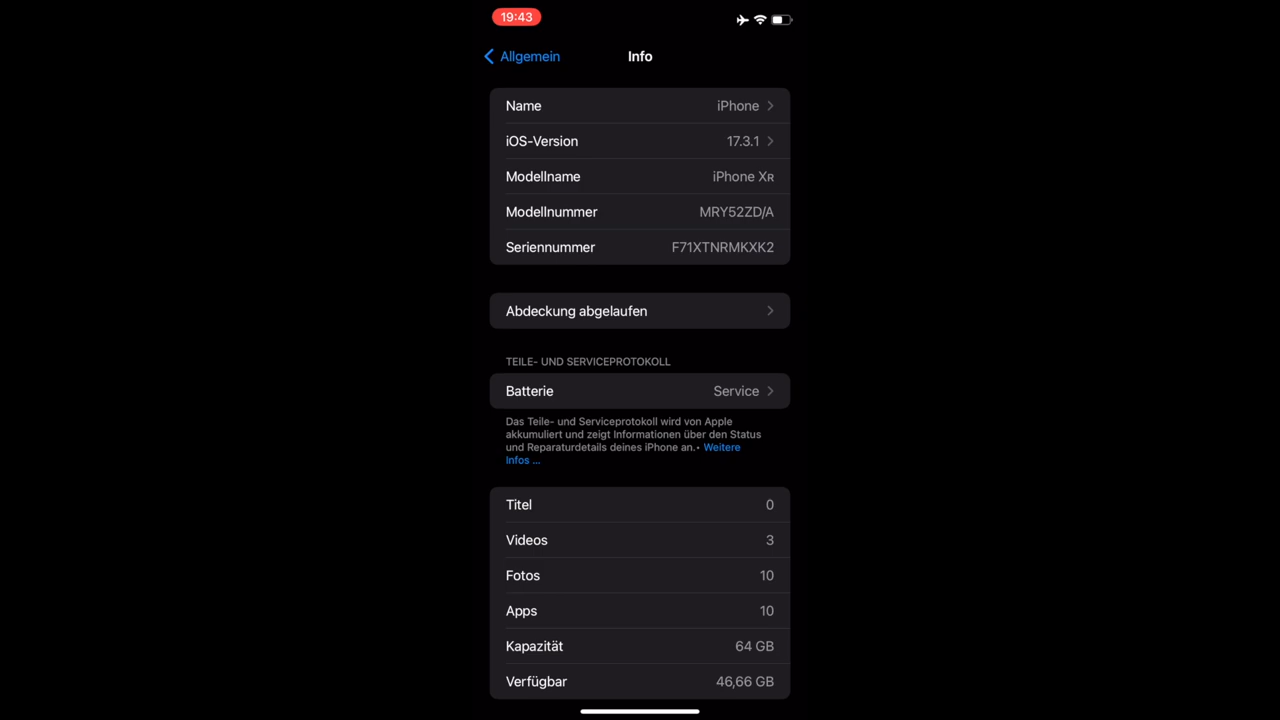 19:43
Allgemein Info
Name iPhone
iOS-Version 17.3.1
Modellname iPhone XR
Modellnummer MRY52ZD/A
Seriennummer F71XTNRMKXK2
Abdeckung abgelaufen
TEILE- UND SERVICEPROTOKOLL
Batterie Service
Das Teile- und Serviceprotokoll wird von Apple
akkumuliert und zeigt Informationen über den Status
und Reparaturdetails deines iPhone an.• Weitere
Infos ...
Titel 0
Videos 3
Fotos 10
Apps 10
Kapazität 64 GB
Verfügbar 46,66 GB